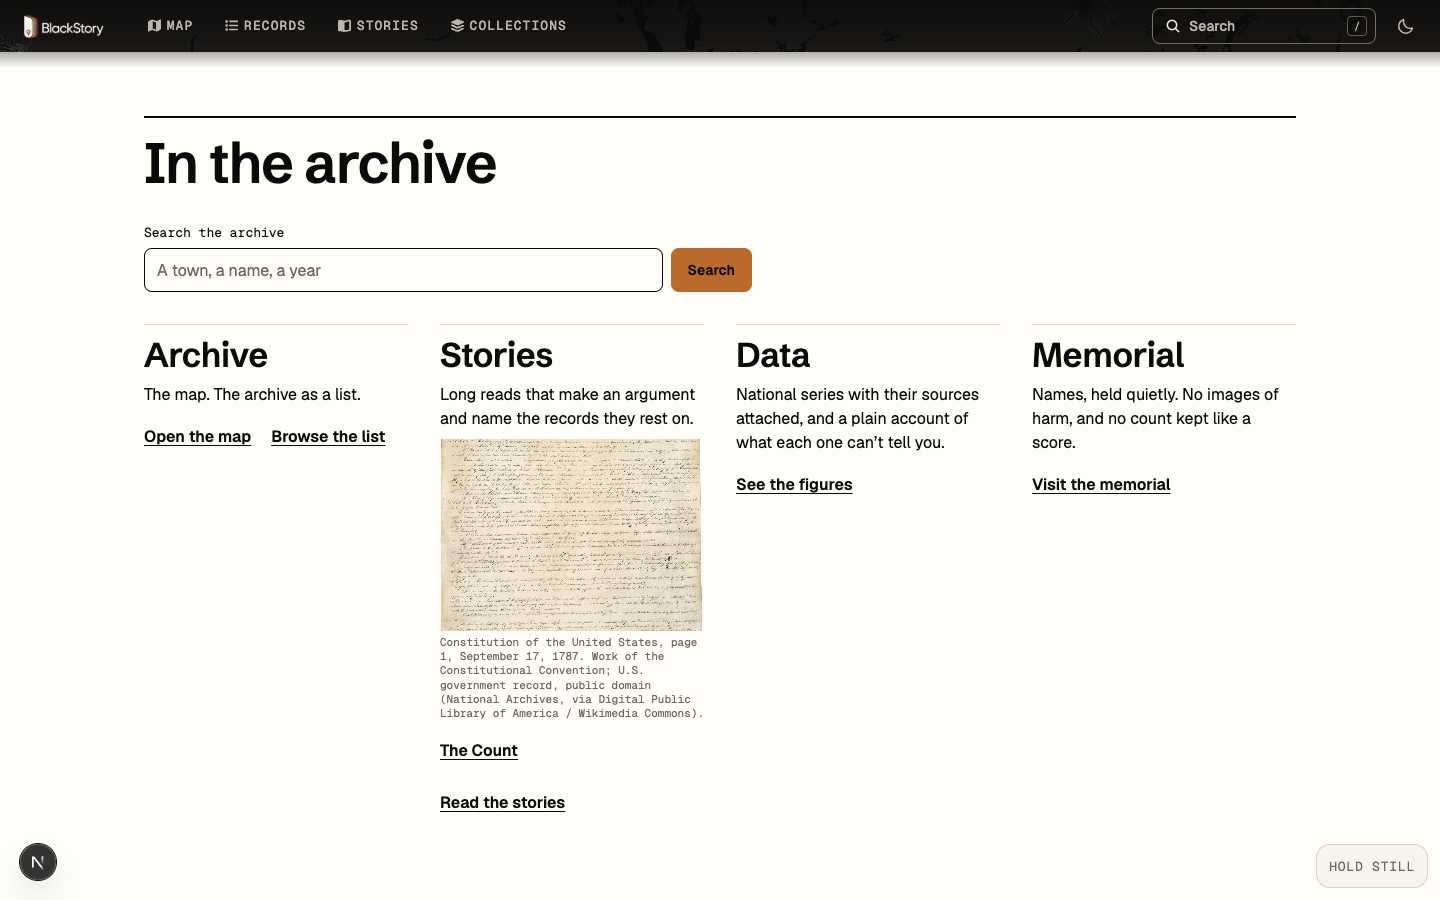 BlackStory
MAP
RECORDS
STORIES
COLLECTIONS
Search
/
In the archive
Search the archive
A town, a name, a year
Search
Archive
The map. The archive as a list.
Open the map
Browse the list
Stories
Long reads that make an argument
and name the records they rest on.
Constitution of the United States, page
1, September 17, 1787. Work of the
Constitutional Convention; U.S.
government record, public domain
(National Archives, via Digital Public
Library of America / Wikimedia Commons).
The Count
Read the stories
Data
National series with their sources
attached, and a plain account of
what each one can’t tell you.
See the figures
Memorial
Names, held quietly. No images of
harm, and no count kept like a
score.
Visit the memorial
N
HOLD STILL